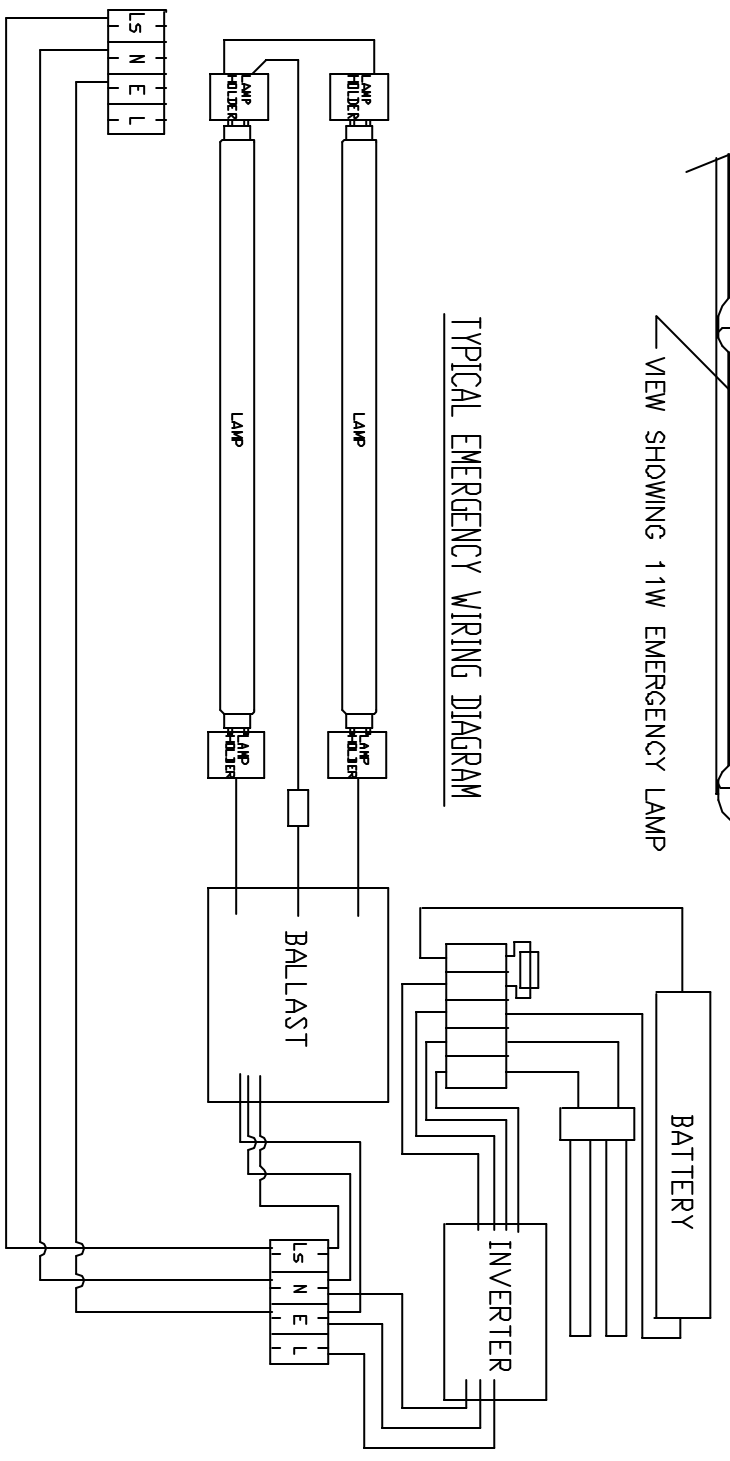 VIEW SHOWING 11W EMERGENCY LAMP
TYPICAL EMERGENCY WIRING DIAGRAM
BATTERY
INVERTER
LAMP
HOLDER
LAMP
LAMP
HOLDER
LAMP
HOLDER
LAMP
LAMP
HOLDER
BALLAST
Ls
N
E
L
Ls
N
E
L